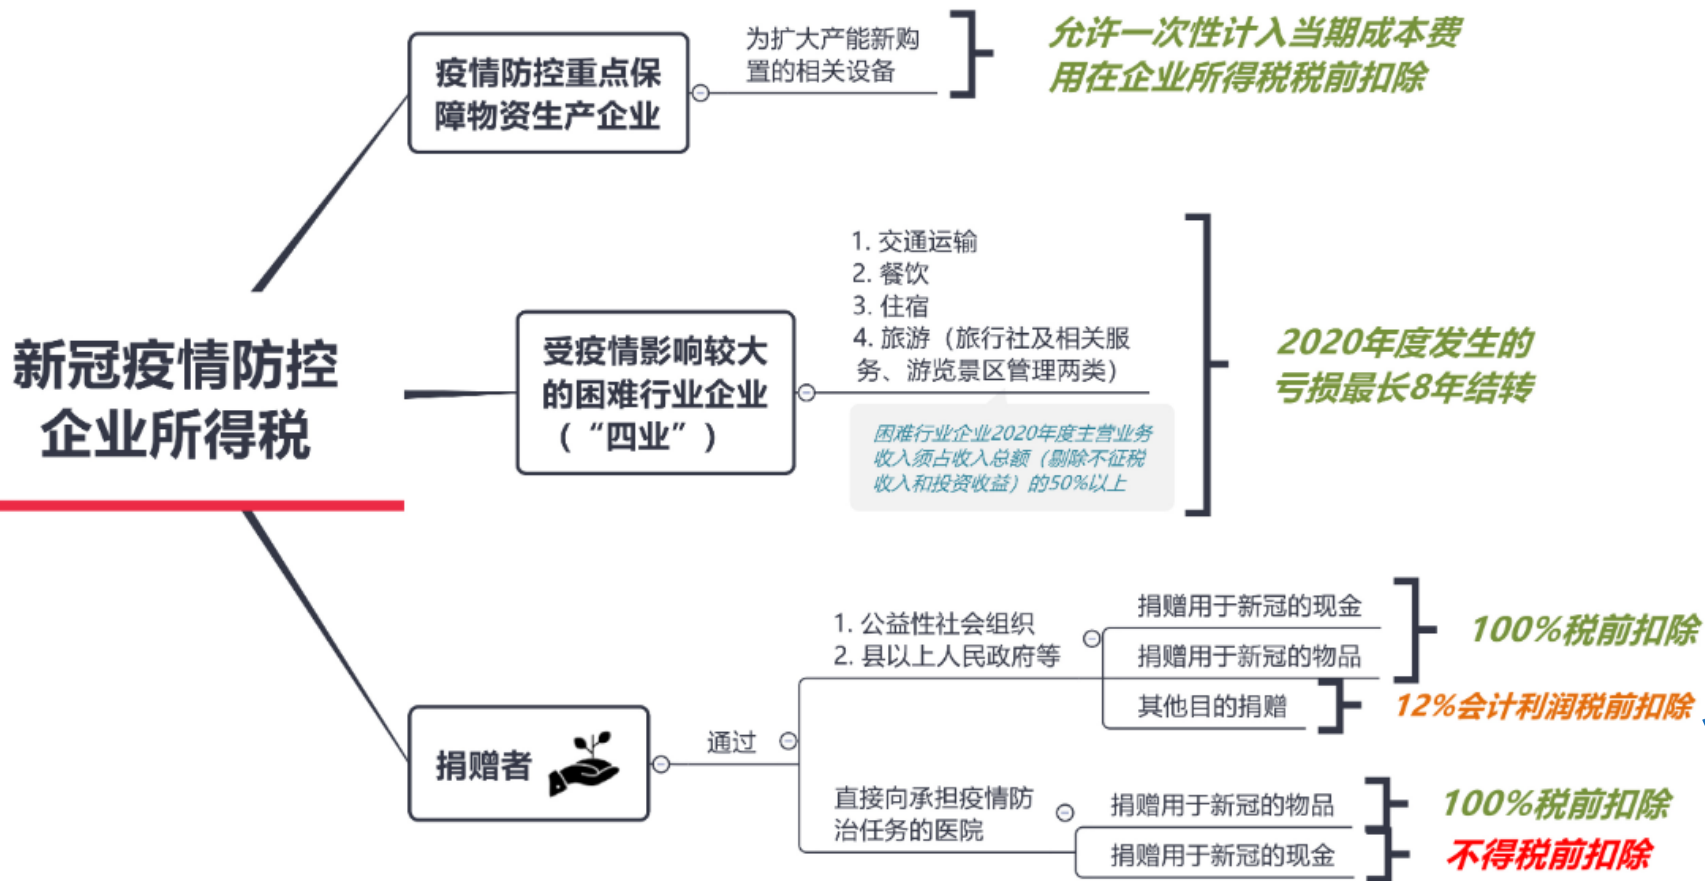 新冠疫情防控
企业所得税
疫情防控重点保
障物资生产企业
为扩大产能新购
置的相关设备
允许一次性计入当期成本费
用在企业所得税税前扣除
受疫情影响较大
的困难行业企业
（“四业”）
1. 交通运输
2. 餐饮
3. 住宿
4. 旅游（旅行社及相关服
务、游览景区管理两类）
困难行业企业2020年度主营业务
收入须占收入总额（剔除不征税
收入和投资收益）的50%以上
2020年度发生的
亏损最长8年结转
捐赠者
通过
1. 公益性社会组织
2. 县以上人民政府等
捐赠用于新冠的现金
捐赠用于新冠的物品
100%税前扣除
其他目的捐赠
12%会计利润税前扣除
直接向承担疫情防
治任务的医院
捐赠用于新冠的物品
100%税前扣除
捐赠用于新冠的现金
不得税前扣除